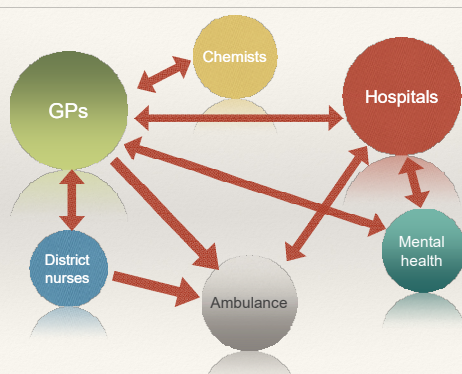 Chemists
GPs
Hospitals
District
nurses
Mental
health
Ambulance